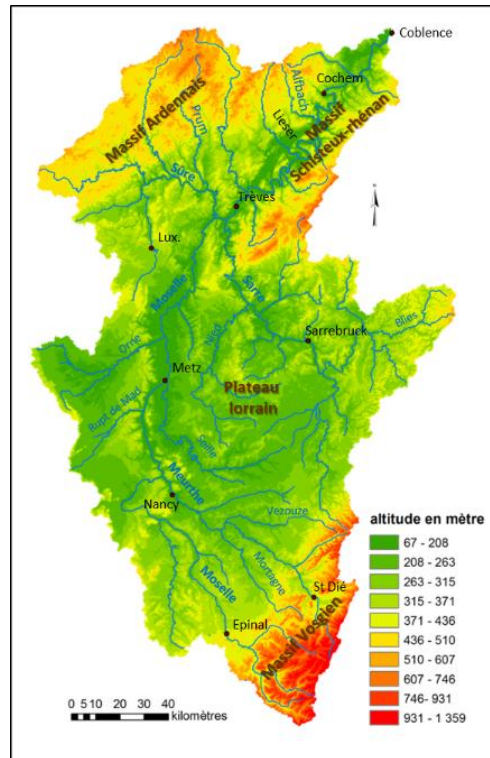 Coblence
Cochem
Alfbach
Lieser
Prum
Massif Ardennais
Massif
Schisteux-rhénan
Sûre
Trèves
Lux.
Moselle
Sarre
Orne
Nied
Sarrebruck
Blies
Metz
Plateau
lorrain
Rupt de Mad
Seille
Meurthe
Nancy
Vezouze
Moselle
Mortagne
St Dié
Epinal
Massif Vosgien
altitude en mètre
67 - 208
208 - 263
263 - 315
315 - 371
371 - 436
436 - 510
510 - 607
607 - 746
746- 931
931 - 1 359
0 5 10 20 30 40
kilomètres